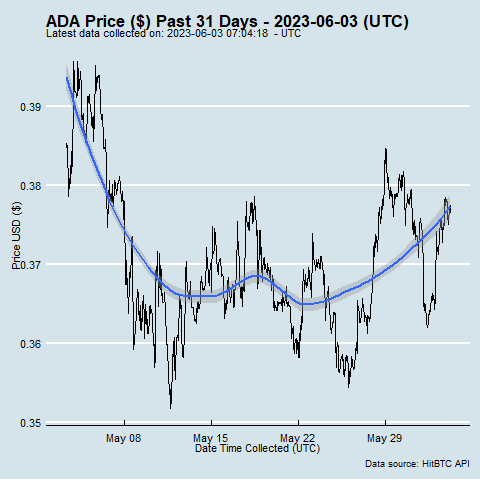 ADA Price ($) Past 31 Days - 2023-06-03 (UTC)
Latest data collected on: 2023-06-03 07:04:18  - UTC
0.39
0.38
0.37
0.36
0.35
Price USD ($)
May 08
May 15
May 22
May 29
Date Time Collected (UTC)
Data source: HitBTC API